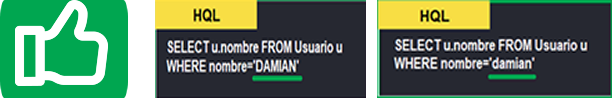 HQL
SELECT u.nombre FROM Usuario u
WHERE nombre='DAMIAN'
HQL
SELECT u.nombre FROM Usuario u
WHERE nombre='damian'